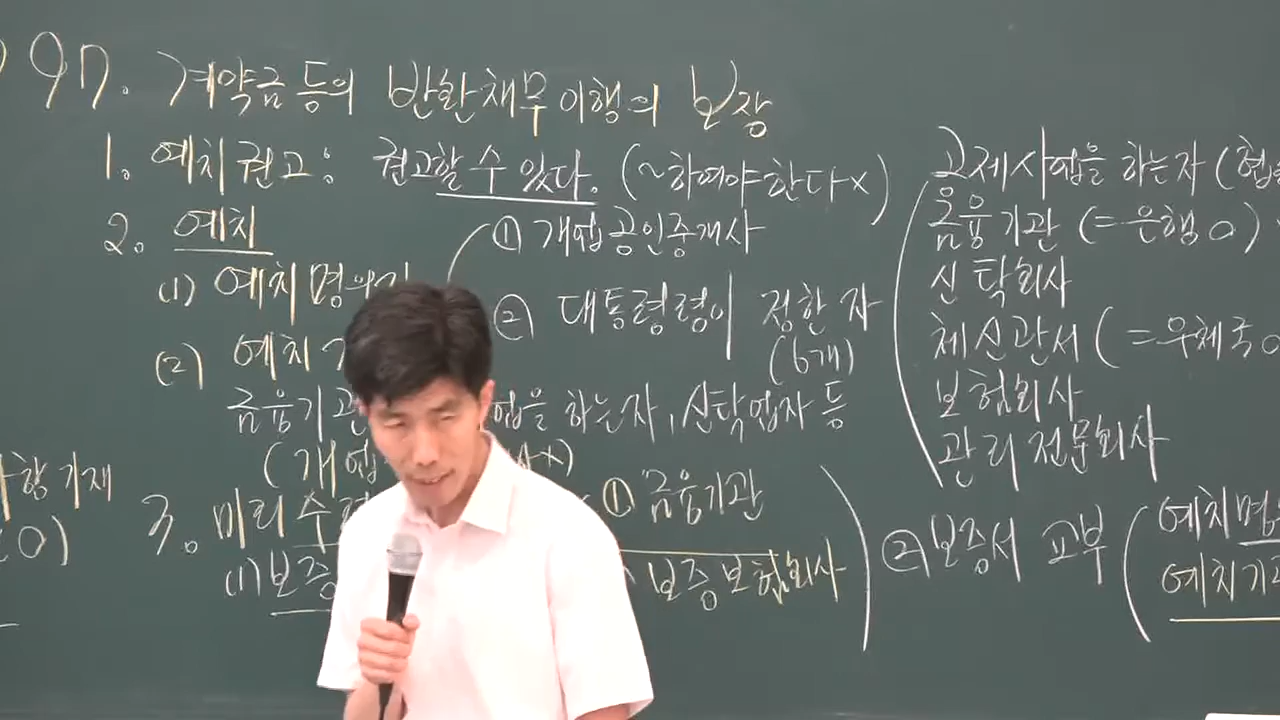 97. 계약금등의 반환채무이행의 보장
1. 예치권고: 권고할 수 있다. (~하여야한다x)
2. 예치
① 개업공인중개사
(1) 예치명의자
② 대통령령이 정한 자
(6개)
(2) 예치
금융기관 업을 하는자, 신탁업자 등
(개업 x)
3. 미리 수령
(1) 보증
① 금융기관
보증보험회사
② 보증서 교부
예치명
예치기관
공제사업을 하는자 (협
금융기관 (=은행 O)
신탁회사
체신관서 (=우체국 O
보험회사
관리 전문회사
행 기재
O)